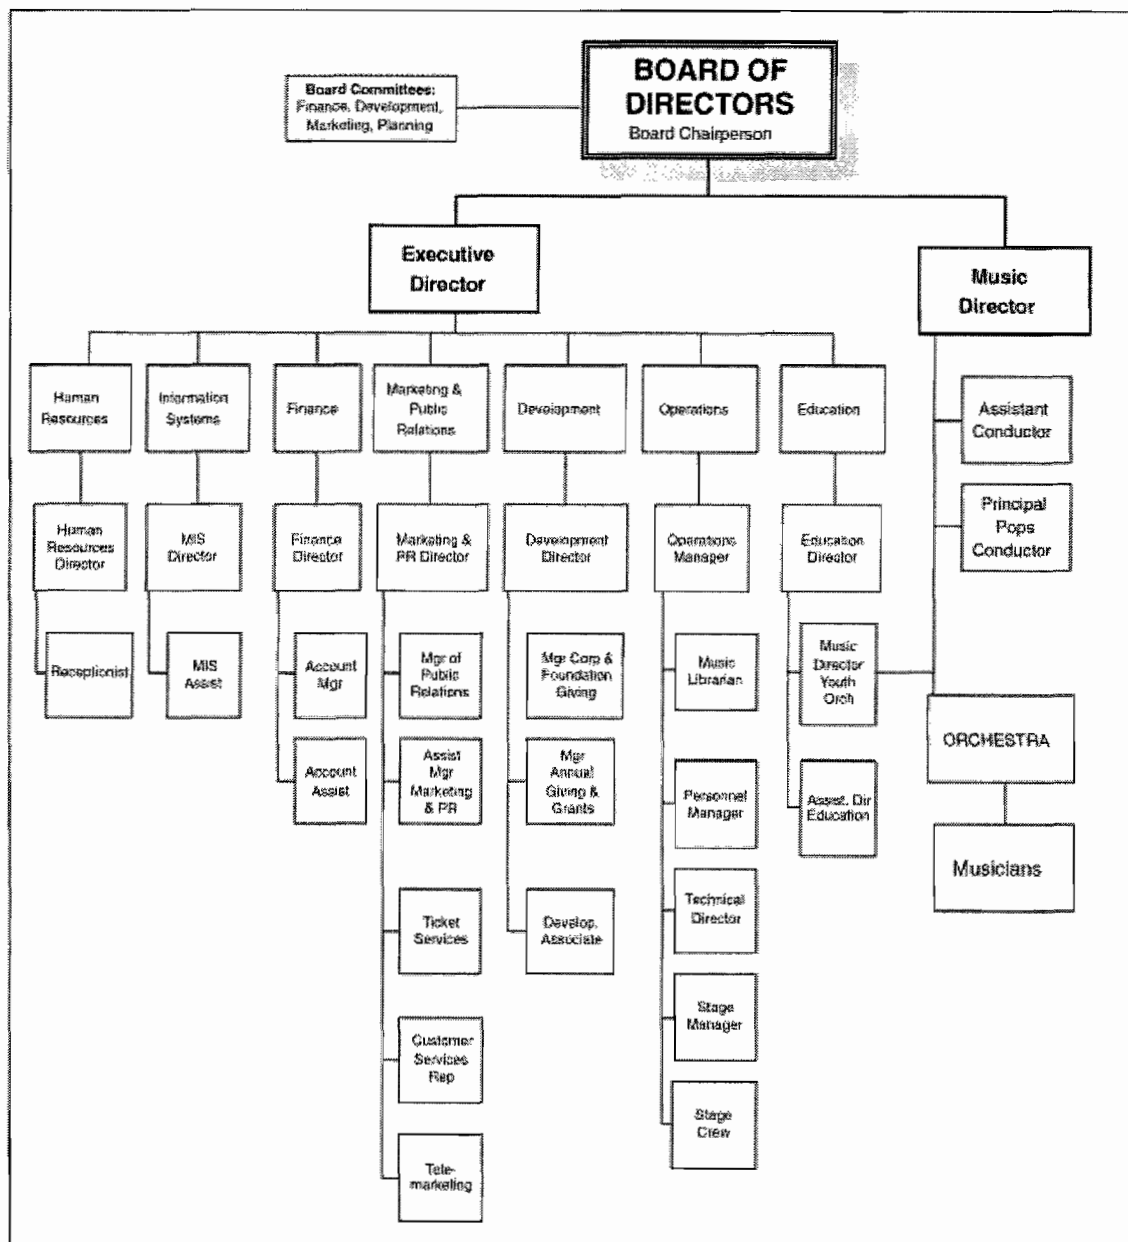 BOARD OF
DIRECTORS
Board Chairperson
Board Committees:
Finance, Development,
Marketing, Planning
Executive
Director
Music
Director
Human
Resources
Information
Systems
Finance
Marketing &
Public
Relations
Development
Operations
Education
Assistant
Conductor
Principal
Pops
Conductor
Human
Resources
Director
MIS
Director
Finance
Director
Marketing &
PR Director
Development
Director
Operations
Manager
Education
Director
Receptionist
MIS
Assist
Account
Mgr
Mgr of
Public
Relations
Mgr Corp &
Foundation
Giving
Music
Librarian
Music
Director
Youth
Orch
ORCHESTRA
Account
Assist
Assist
Mgr
Marketing
& PR
Mgr
Annual
Giving &
Grants
Personnel
Manager
Assist. Dir
Education
Musicians
Ticket
Services
Develop.
Associate
Technical
Director
Stage
Manager
Customer
Services
Rep
Stage
Crew
Tele-
marketing